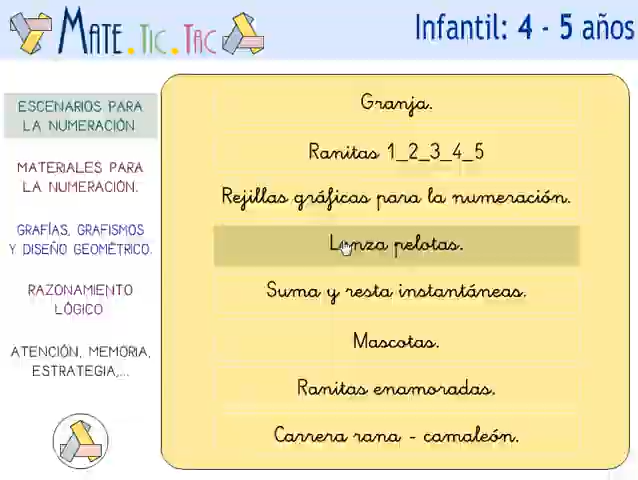 MATE.TIC.TAC
Infantil: 4 - 5 años
ESCENARIOS PARA
LA NUMERACIÓN
MATERIALES PARA
LA NUMERACIÓN.
GRAFÍAS, GRAFISMOS
Y DISEÑO GEOMÉTRICO.
RAZONAMIENTO
LÓGICO
ATENCIÓN, MEMORIA,
ESTRATEGIA,...
Granja.
Ranitas 1_2_3_4_5
Rejillas gráficas para la numeración.
Lanza pelotas.
Suma y resta instantáneas.
Mascotas.
Ranitas enamoradas.
Carrera rana - camaleón.